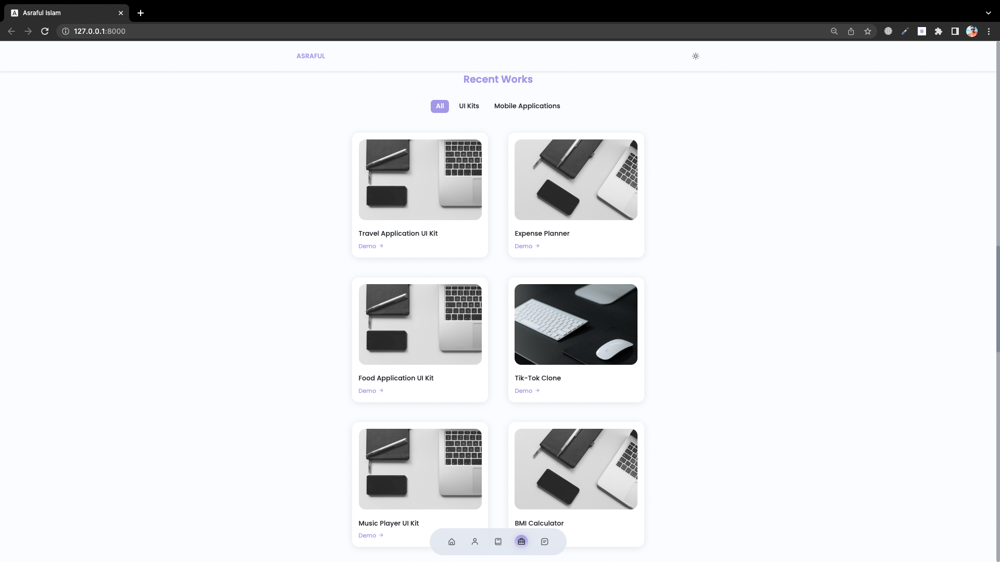 Asraful Islam
127.0.0.1:8000
B
ASRAFUL
Recent Works
All UI Kits Mobile Applications
Travel Application UI Kit
Demo →
Expense Planner
Demo →
Food Application UI Kit
Demo →
Tik-Tok Clone
Demo →
Music Player UI Kit
Demo →
BMI Calculator